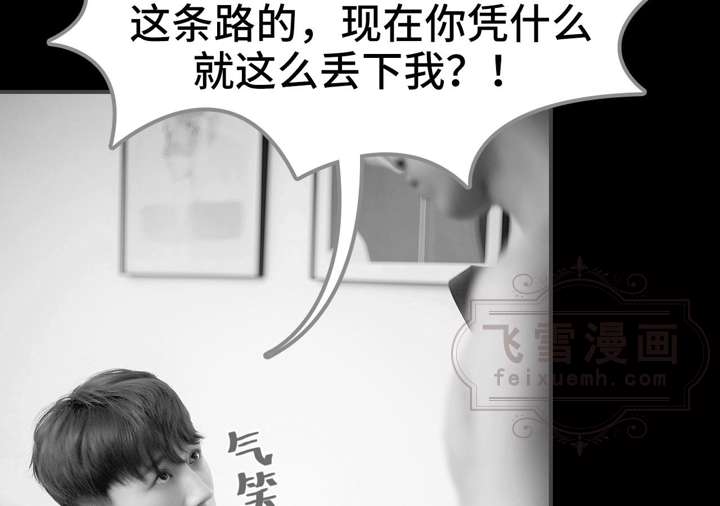 这条路的，现在你凭什么
就这么丢下我？！
飞雪漫画
feixuemh.com
气
笑